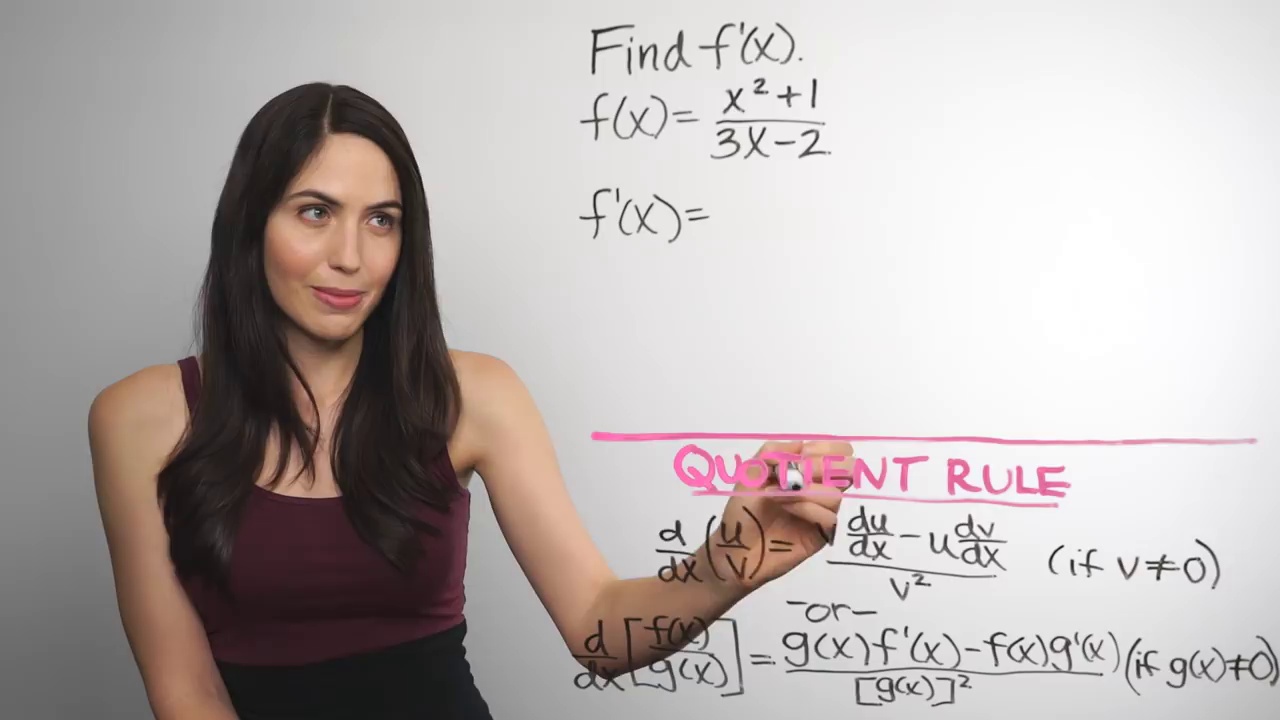 Find f'(x).
f(x) = (x² + 1)/(3x - 2)
f'(x) =
QUOTIENT RULE
d/dx (u/v) = (v du/dx - u dv/dx)/v² (if v ≠ 0)
-or-
d/dx [f(x)/g(x)] = (g(x)f'(x) - f(x)g'(x))/[g(x)]² (if g(x) ≠ 0)